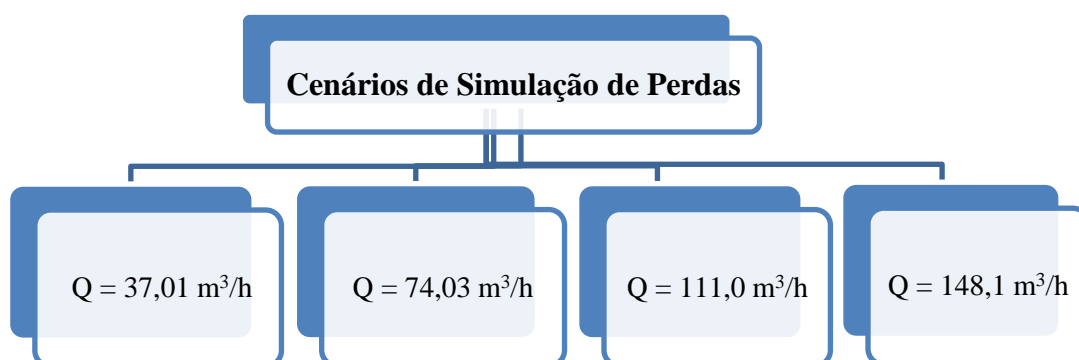 Cenários de Simulação de Perdas
Q = 37,01 m³/h
Q = 74,03 m³/h
Q = 111,0 m³/h
Q = 148,1 m³/h